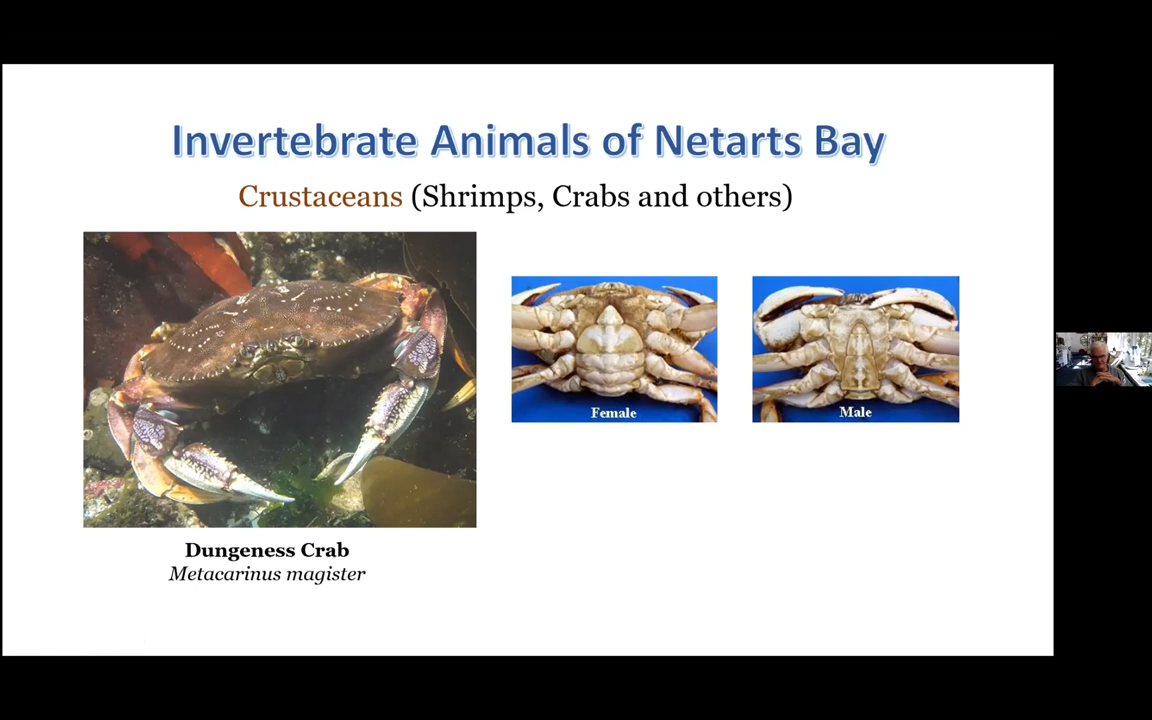 Invertebrate Animals of Netarts Bay
Crustaceans (Shrimps, Crabs and others)
Female
Male
Dungeness Crab
Metacarinus magister